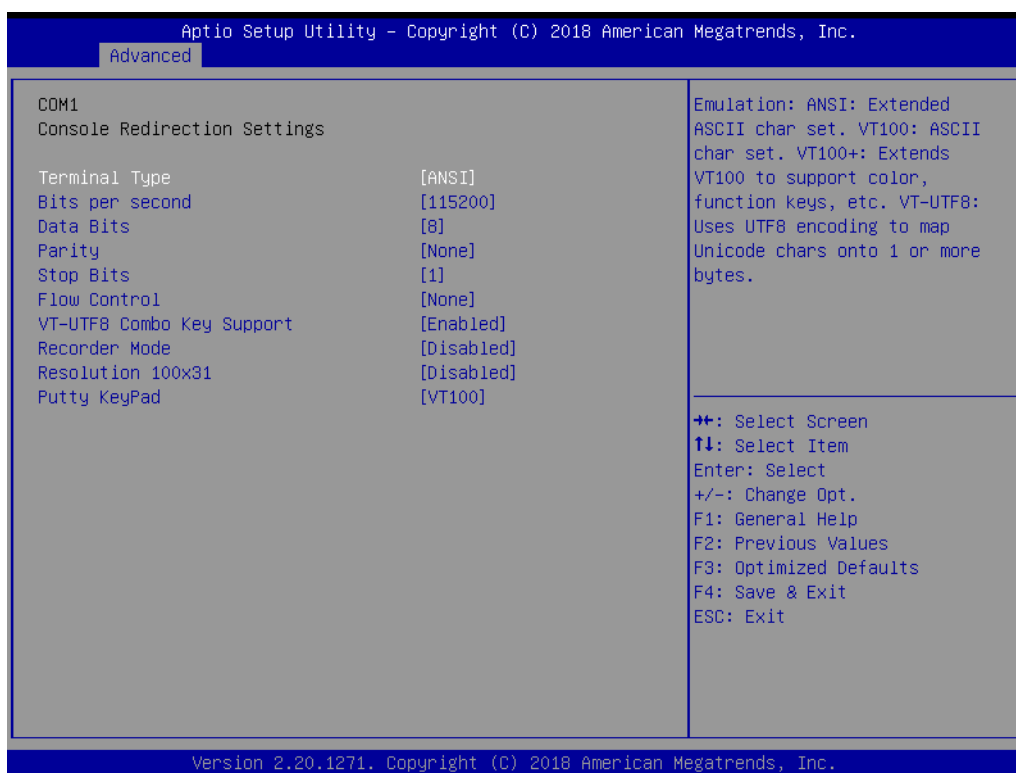 Aptio Setup Utility – Copyright (C) 2018 American Megatrends, Inc.
Advanced
COM1
Console Redirection Settings
Terminal Type [ANSI]
Bits per second [115200]
Data Bits [8]
Parity [None]
Stop Bits [1]
Flow Control [None]
VT-UTF8 Combo Key Support [Enabled]
Recorder Mode [Disabled]
Resolution 100x31 [Disabled]
Putty KeyPad [VT100]
Emulation: ANSI: Extended
ASCII char set. VT100: ASCII
char set. VT100+: Extends
VT100 to support color,
function keys, etc. VT-UTF8:
Uses UTF8 encoding to map
Unicode chars onto 1 or more
bytes.
→←: Select Screen
↑↓: Select Item
Enter: Select
+/-: Change Opt.
F1: General Help
F2: Previous Values
F3: Optimized Defaults
F4: Save & Exit
ESC: Exit
Version 2.20.1271. Copyright (C) 2018 American Megatrends, Inc.